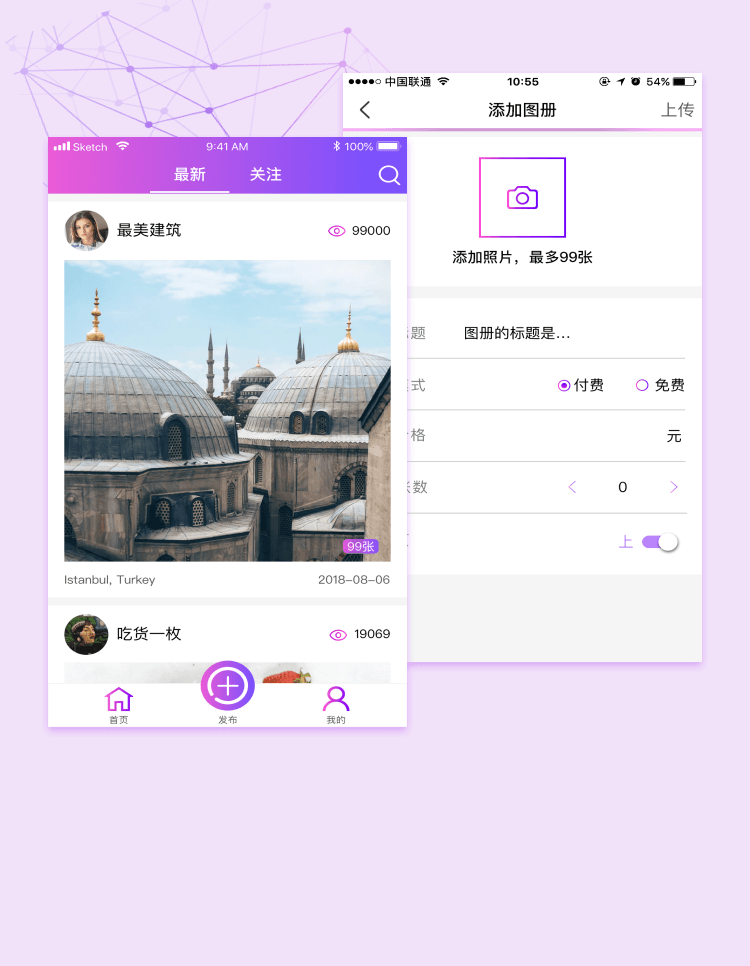 中国联通 10:55 54%
添加图册 上传
添加照片，最多99张
题 图册的标题是...
式 付费 免费
格 元
数 0
上
Sketch 9:41 AM 100%
最新 关注
最美建筑 99000
99张
Istanbul, Turkey 2018-08-06
吃货一枚 19069
首页 发布 我的